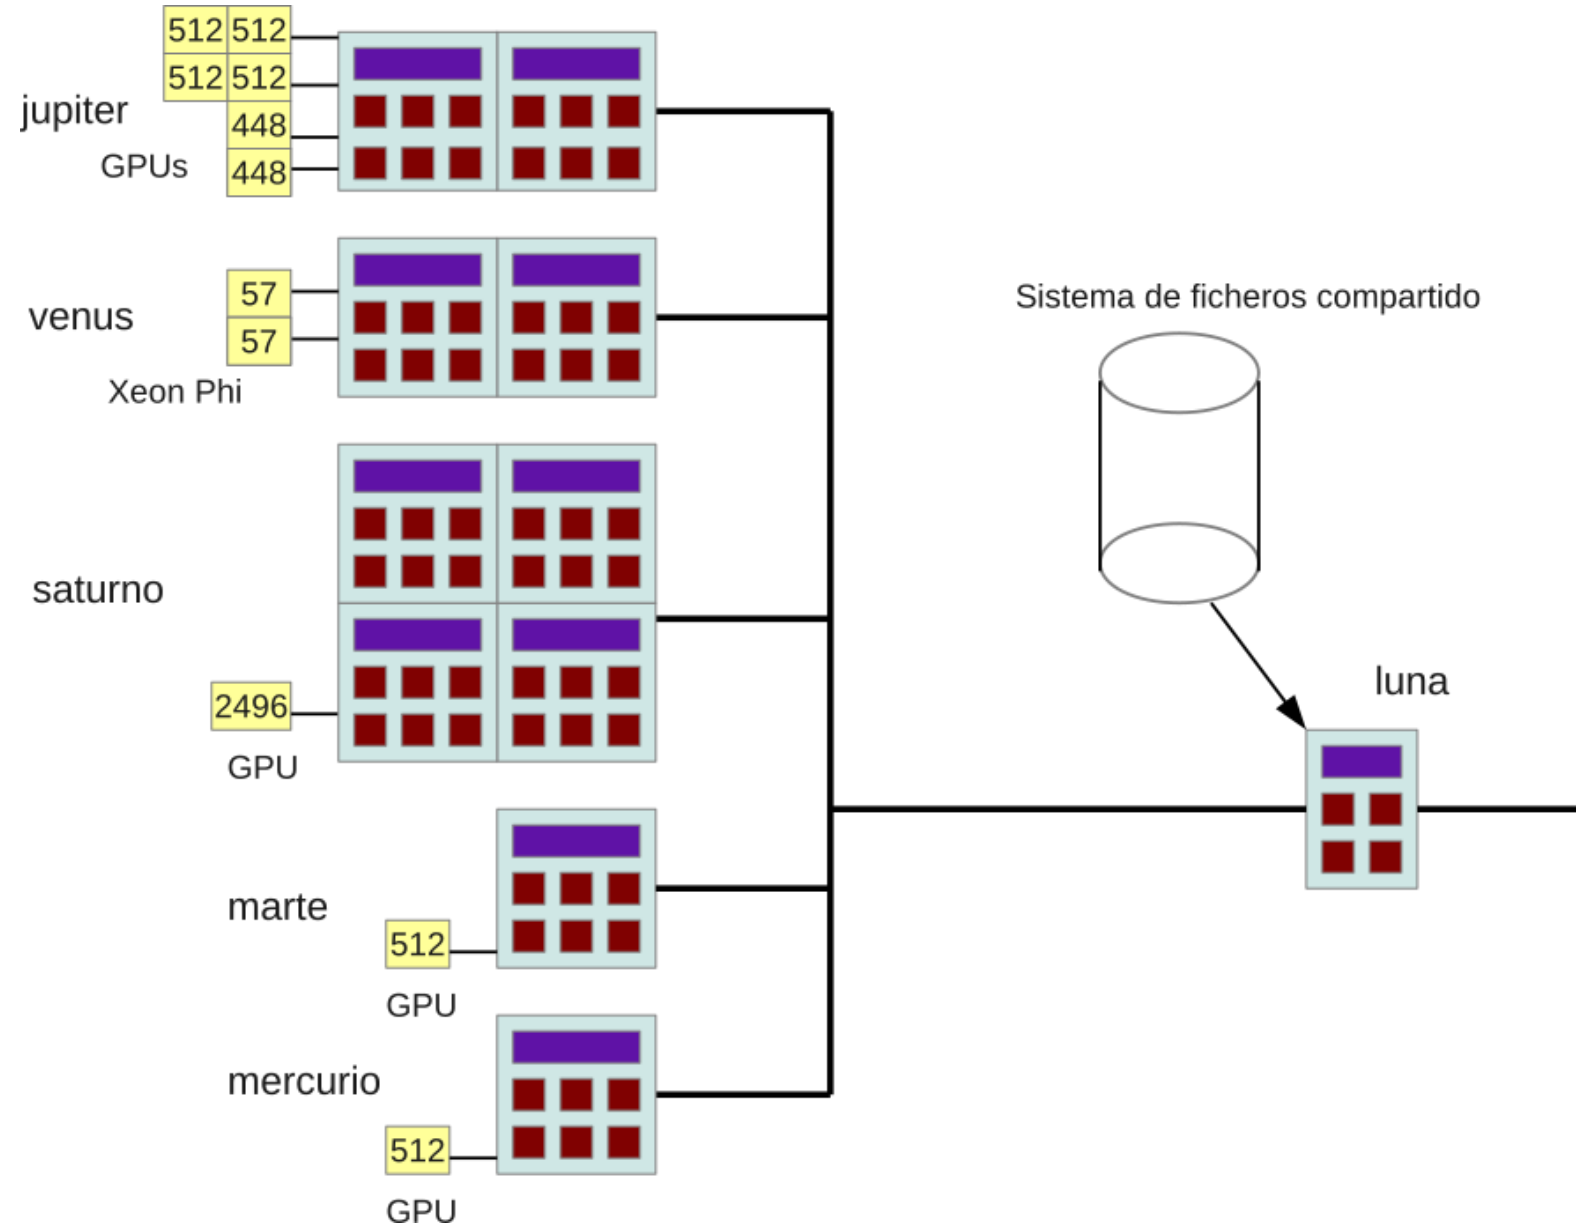 512 512
512 512
jupiter
448
GPUs
448
57
venus
57
Xeon Phi
Sistema de ficheros compartido
saturno
2496
GPU
luna
marte
512
GPU
mercurio
512
GPU